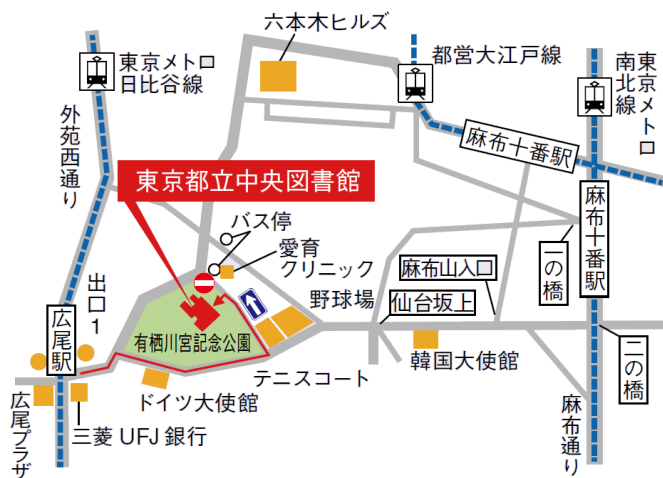 六本木ヒルズ
東京メトロ
日比谷線
都営大江戸線
東京メトロ
南北線
外苑西通り
麻布十番駅
東京都立中央図書館
バス停
愛育
クリニック
麻布十番駅
一の橋
麻布山入口
野球場
仙台坂上
出口1
広尾駅
有栖川宮記念公園
韓国大使館
二の橋
テニスコート
ドイツ大使館
広尾プラザ
三菱UFJ銀行
麻布通り